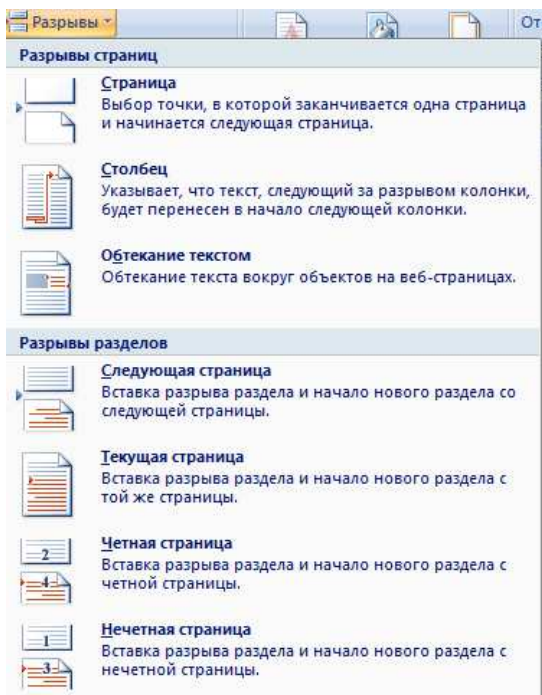 Разрывы
От
Разрывы страниц
Страница
Выбор точки, в которой заканчивается одна страница
и начинается следующая страница.
Столбец
Указывает, что текст, следующий за разрывом колонки,
будет перенесен в начало следующей колонки.
Обтекание текстом
Обтекание текста вокруг объектов на веб-страницах.
Разрывы разделов
Следующая страница
Вставка разрыва раздела и начало нового раздела со
следующей страницы.
Текущая страница
Вставка разрыва раздела и начало нового раздела с
той же страницы.
2
4
Четная страница
Вставка разрыва раздела и начало нового раздела с
четной страницы.
1
3
Нечетная страница
Вставка разрыва раздела и начало нового раздела с
нечетной страницы.